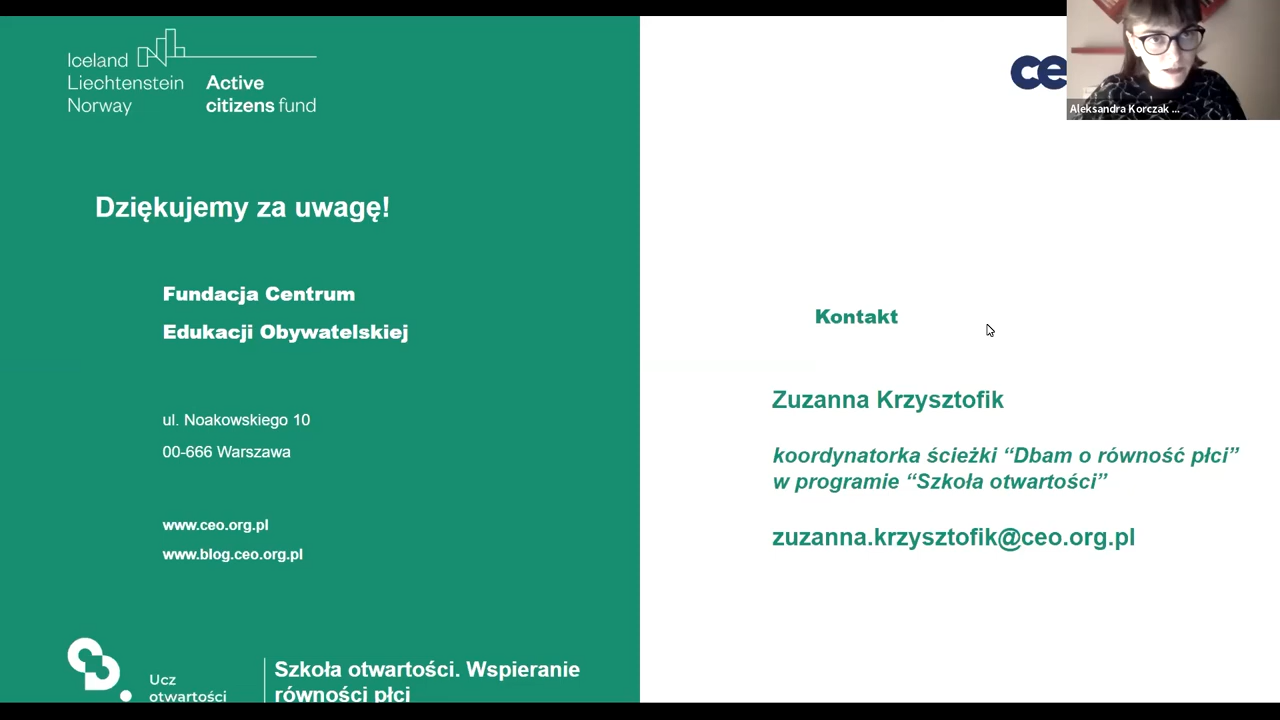 Iceland
Liechtenstein
Norway
Active
citizens fund
Dziękujemy za uwagę!
Fundacja Centrum
Edukacji Obywatelskiej
ul. Noakowskiego 10
00-666 Warszawa
www.ceo.org.pl
www.blog.ceo.org.pl
Ucz
otwartości
Szkoła otwartości. Wspieranie
równości płci
ce
Aleksandra Korczak ...
Kontakt
Zuzanna Krzysztofik
koordynatorka ścieżki “Dbam o równość płci”
w programie “Szkoła otwartości”
zuzanna.krzysztofik@ceo.org.pl